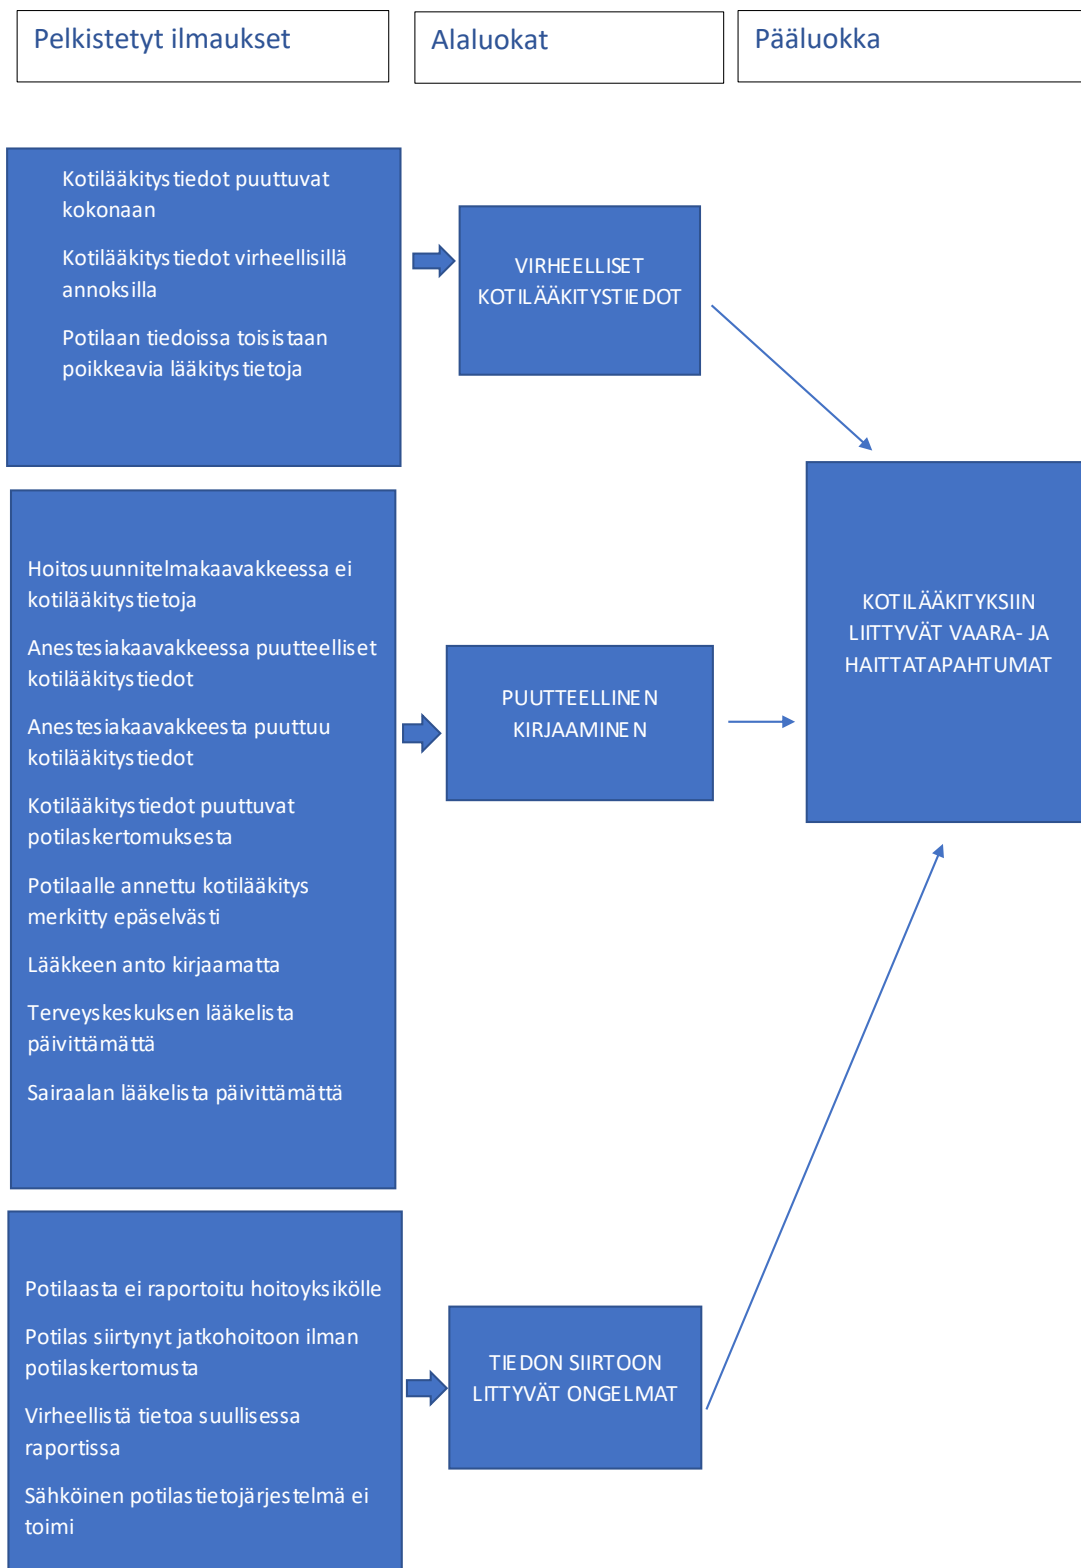 Pelkistetyt ilmaukset
Alaluokat
Pääluokka
Kotilääkitystiedot puuttuvat
kokonaan
Kotilääkitystiedot virheellisillä
annoksilla
Potilaan tiedoissa toisistaan
poikkeavia lääkitystietoja
VIRHEELLISET
KOTILÄÄKITYSTIEDOT
Hoitosuunnitelmakaavakkeessa ei
kotilääkitystietoja
Anestesiakaavakkeessa puutteelliset
kotilääkitystiedot
Anestesiakaavakkeesta puuttuu
kotilääkitystiedot
Kotilääkitystiedot puuttuvat
potilaskertomuksesta
Potilaalle annettu kotilääkitys
merkitty epäselvästi
Lääkkeen anto kirjaamatta
Terveyskeskuksen lääkelista
päivittämättä
Sairaalan lääkelista päivittämättä
PUUTTELLINEN
KIRJAAMINEN
KOTILÄÄKITYKSIIN
LIITTYVÄT VAARA- JA
HAITTATAPAHTUMAT
Potilaasta ei raportoitu hoitoyksikölle
Potilas siirtynyt jatkohoitoon ilman
potilaskertomusta
Virheellistä tietoa suullisessa
raportissa
Sähköinen potilastietojärjestelmä ei
toimi
TIEDON SIIRTOON
LITTYVÄT ONGELMAT